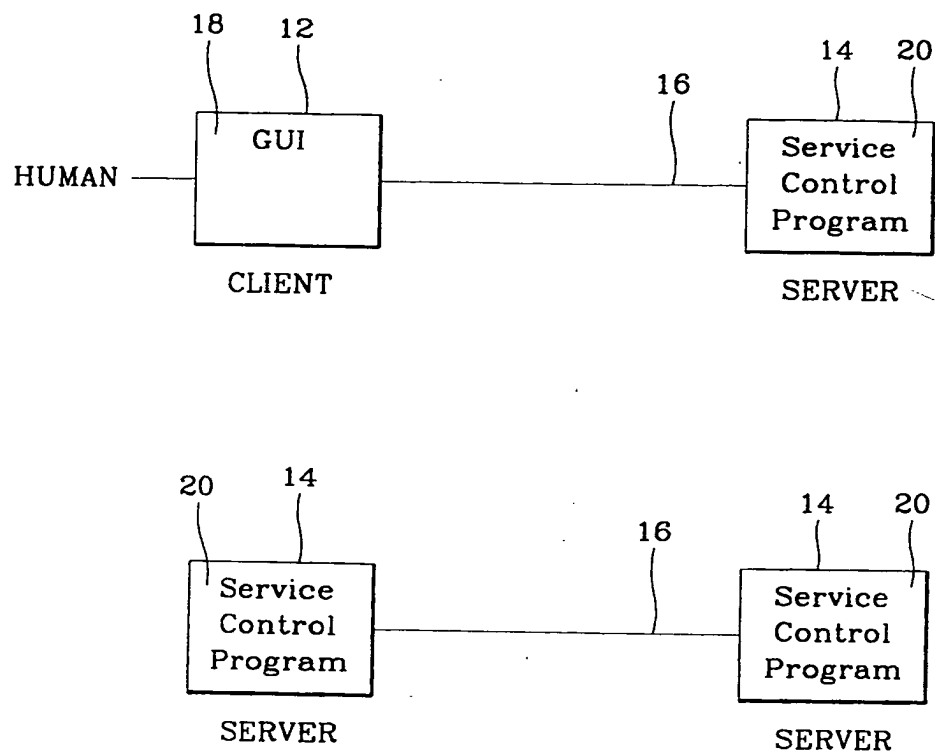 18 12
14 20
16
GUI
Service
Control
Program
HUMAN
CLIENT
SERVER
20 14
14 20
16
Service
Control
Program
Service
Control
Program
SERVER
SERVER